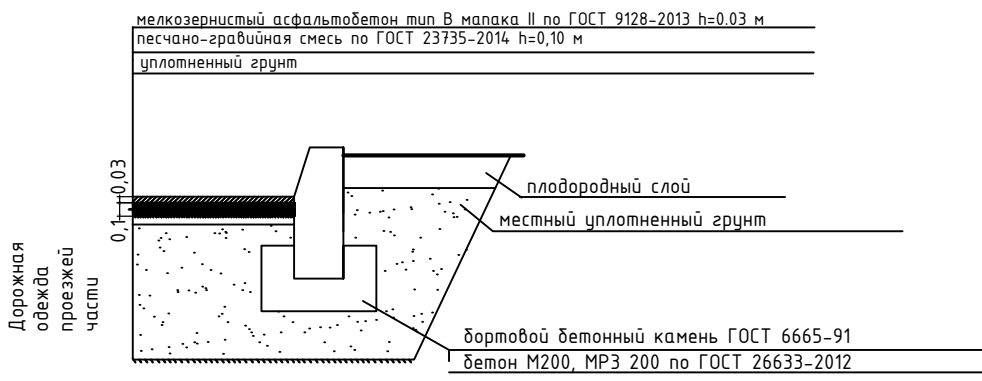 мелкозернистый асфальтобетон тип В мапака II по ГОСТ 9128-2013 h=0.03 м
песчано-гравийная смесь по ГОСТ 23735-2014 h=0,10 м
уплотненный грунт
0,1 0,03
плодородный слой
местный уплотненный грунт
Дорожная
одежда
проезжей
части
бортовой бетонный камень ГОСТ 6665-91
бетон М200, МРЗ 200 по ГОСТ 26633-2012